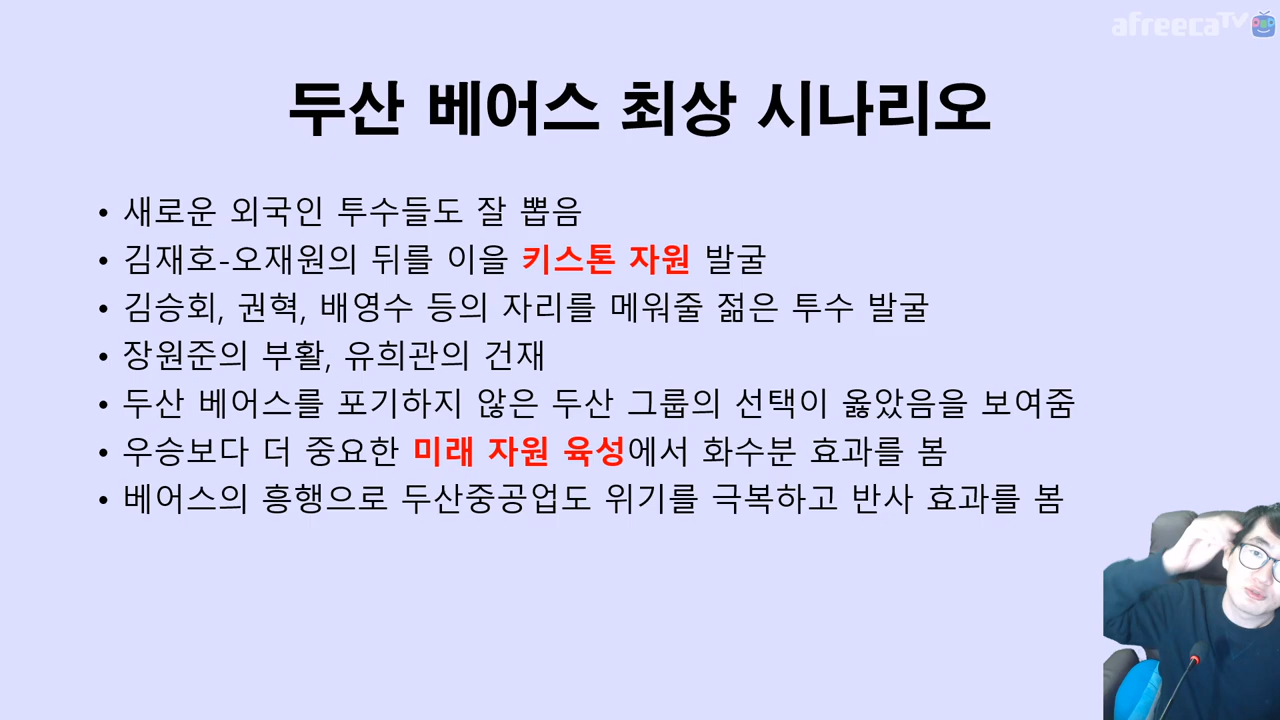 afreecaTV
두산 베어스 최상 시나리오
• 새로운 외국인 투수들도 잘 뽑음
• 김재호-오재원의 뒤를 이을 키스톤 자원 발굴
• 김승회, 권혁, 배영수 등의 자리를 메워줄 젊은 투수 발굴
• 장원준의 부활, 유희관의 건재
• 두산 베어스를 포기하지 않은 두산 그룹의 선택이 옳았음을 보여줌
• 우승보다 더 중요한 미래 자원 육성에서 화수분 효과를 봄
• 베어스의 흥행으로 두산중공업도 위기를 극복하고 반사 효과를 봄